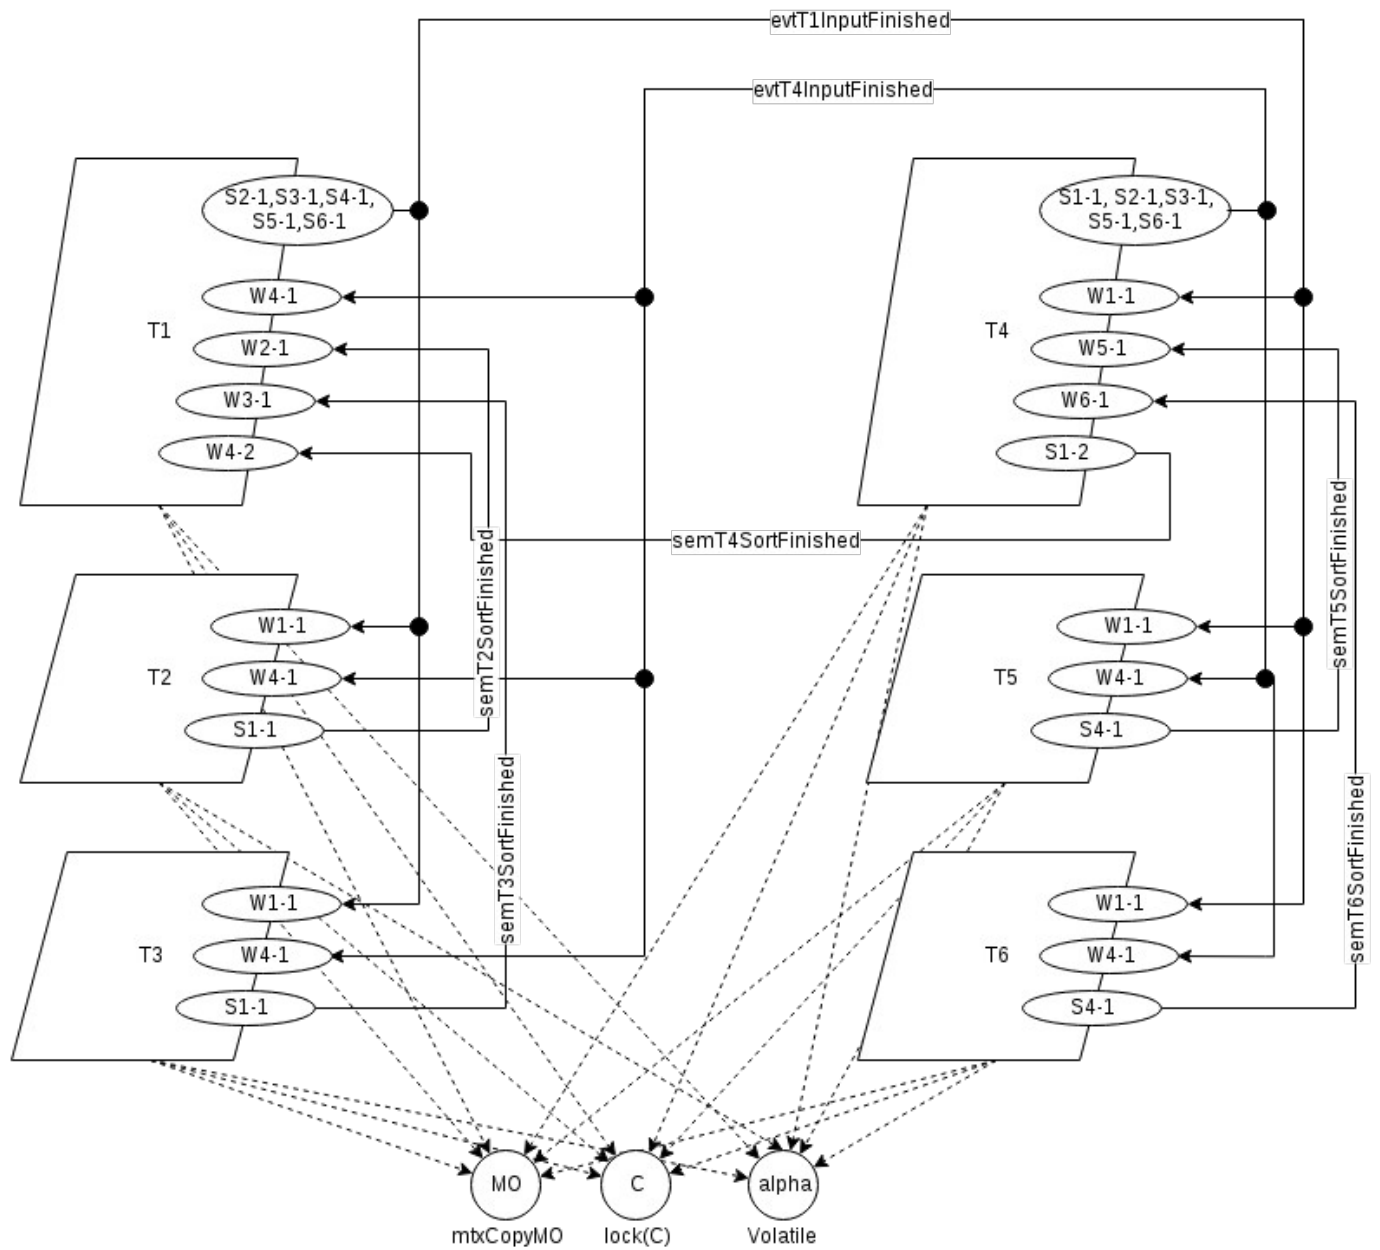 evtT1InputFinished
evtT4InputFinished
S2-1,S3-1,S4-1,
S5-1,S6-1
W4-1
T1
W2-1
W3-1
W4-2
S1-1, S2-1,S3-1,
S5-1,S6-1
W1-1
T4
W5-1
W6-1
S1-2
semT4SortFinished
semT2SortFinished
semT5SortFinished
W1-1
T2
W4-1
S1-1
W1-1
T5
W4-1
S4-1
semT3SortFinished
semT6SortFinished
W1-1
T3
W4-1
S1-1
W1-1
T6
W4-1
S4-1
MO
C
alpha
mtxCopyMO
lock(C)
Volatile